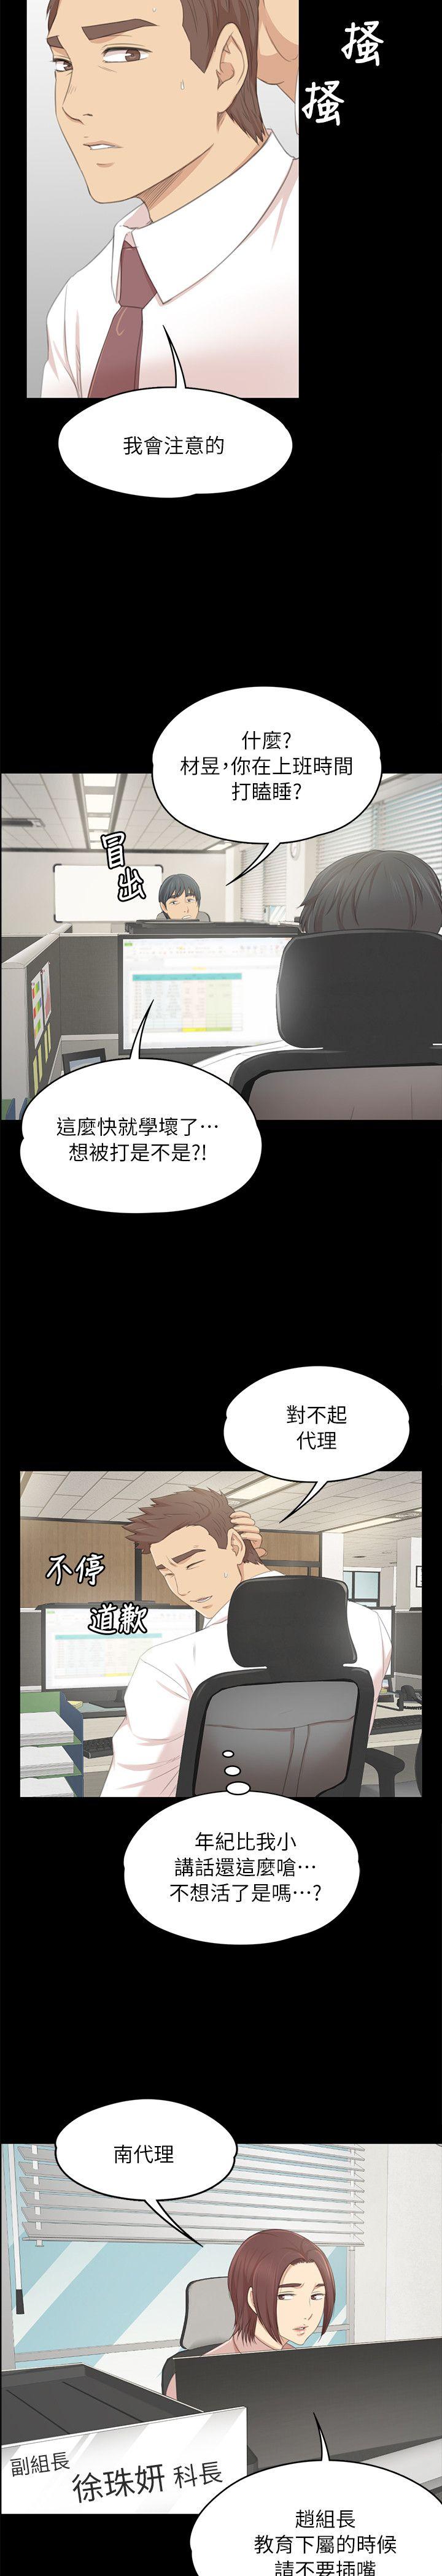 搔
搔
我會注意的
什麼?
材昱,你在上班時間
打瞌睡?
冒出
這麼快就學壞了…
想被打是不是?!
對不起
代理
不停
道歉
年紀比我小
講話還這麼嗆…
不想活了是嗎…?
南代理
副組長
徐珠妍 科長
趙組長
教育下屬的時候
請不要插嘴